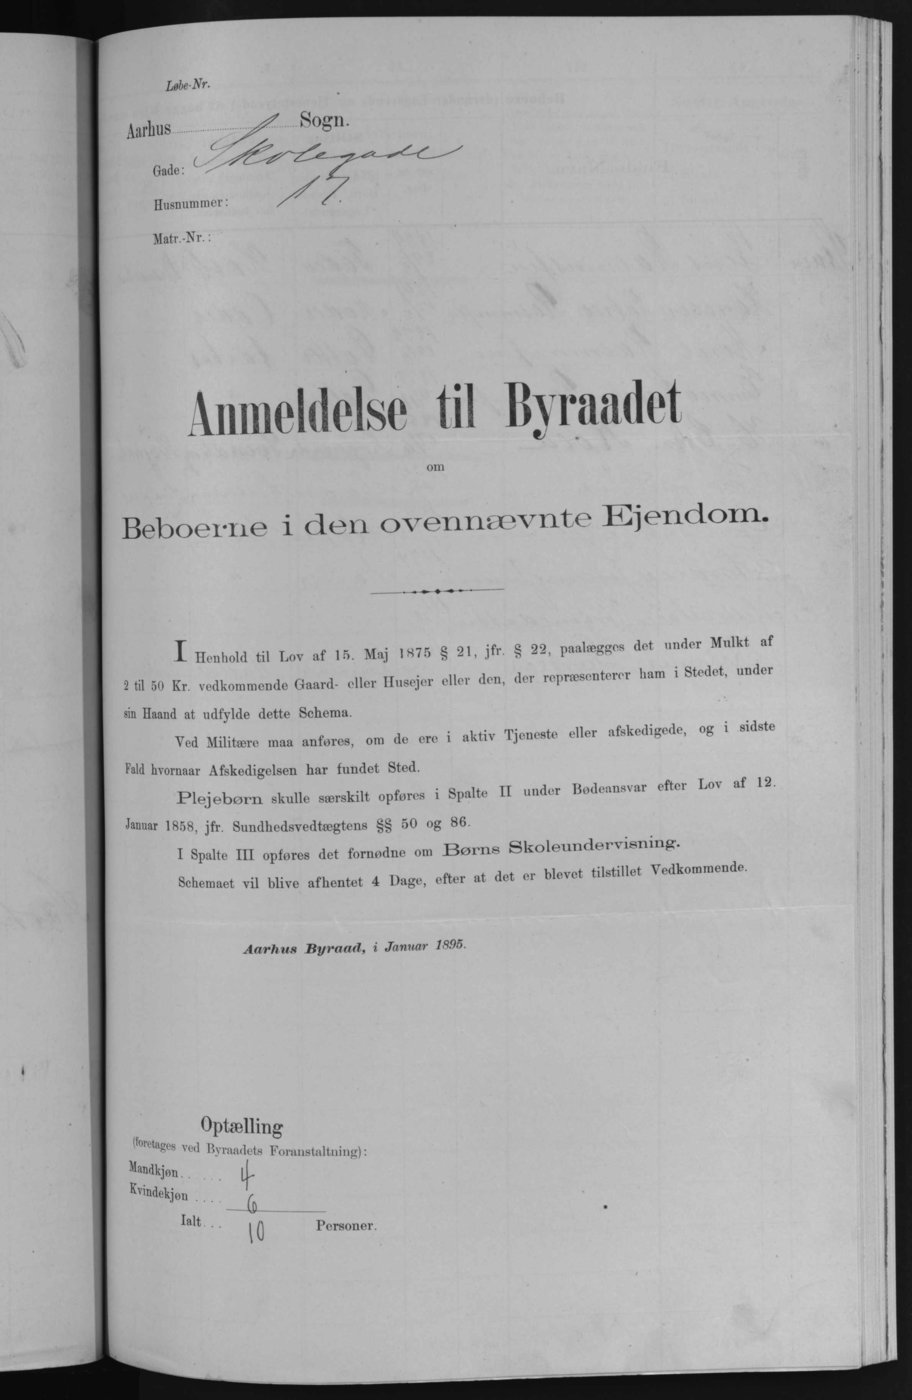 Løbe-Nr.
Aarhus Sogn.
Gade: Skolegade
Husnummer: 17.
Matr.-Nr.:
Anmeldelse til Byraadet
om
Beboerne i den ovennævnte Ejendom.
I Henhold til Lov af 15. Maj 1875 § 21, jfr. § 22, paalægges det under Mulkt af
2 til 50 Kr. vedkommende Gaard- eller Husejer eller den, der repræsenterer ham i Stedet, under
sin Haand at udfylde dette Schema.
Ved Militære maa anføres, om de ere i aktiv Tjeneste eller afskedigede, og i sidste
Fald hvornaar Afskedigelsen har fundet Sted.
Plejebørn skulle særskilt opføres i Spalte II under Bødeansvar efter Lov af 12.
Januar 1858, jfr. Sundhedsvedtægtens §§ 50 og 86.
I Spalte III opføres det fornødne om Børns Skoleundervisning.
Schemaet vil blive afhentet 4 Dage, efter at det er blevet tilstillet Vedkommende.
Aarhus Byraad, i Januar 1895.
Optælling
(foretages ved Byraadets Foranstaltning):
Mandkjøn...... 4
Kvindekjøn .... 6
Ialt... 10 Personer.